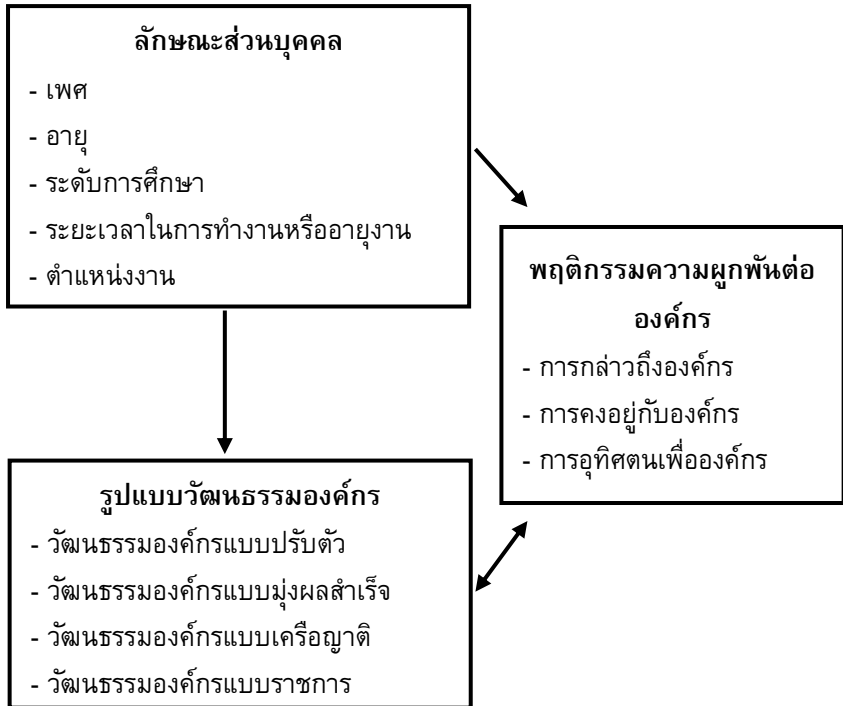 ลักษณะส่วนบุคคล
- เพศ
- อายุ
- ระดับการศึกษา
- ระยะเวลาในการทำงานหรืออายุงาน
- ตำแหน่งงาน
พฤติกรรมความผูกพันต่อ
องค์กร
- การกล่าวถึงองค์กร
- การคงอยู่กับองค์กร
- การอุทิศตนเพื่อองค์กร
รูปแบบวัฒนธรรมองค์กร
- วัฒนธรรมองค์กรแบบปรับตัว
- วัฒนธรรมองค์กรแบบมุ่งผลสำเร็จ
- วัฒนธรรมองค์กรแบบเครือญาติ
- วัฒนธรรมองค์กรแบบราชการ